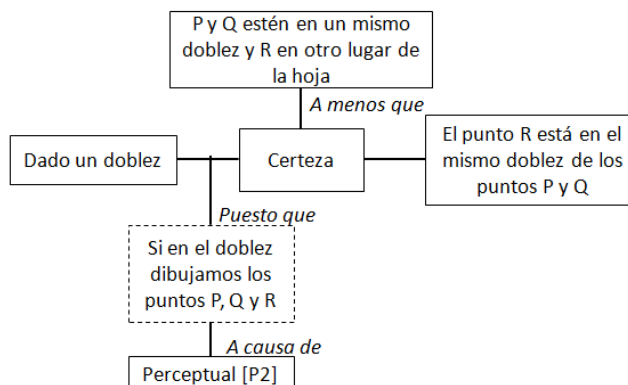 P y Q estén en un mismo
doblez y R en otro lugar de
la hoja
A menos que
Dado un doblez
Certeza
El punto R está en el
mismo doblez de los
puntos P y Q
Puesto que
Si en el doblez
dibujamos los
puntos P, Q y R
A causa de
Perceptual [P2]